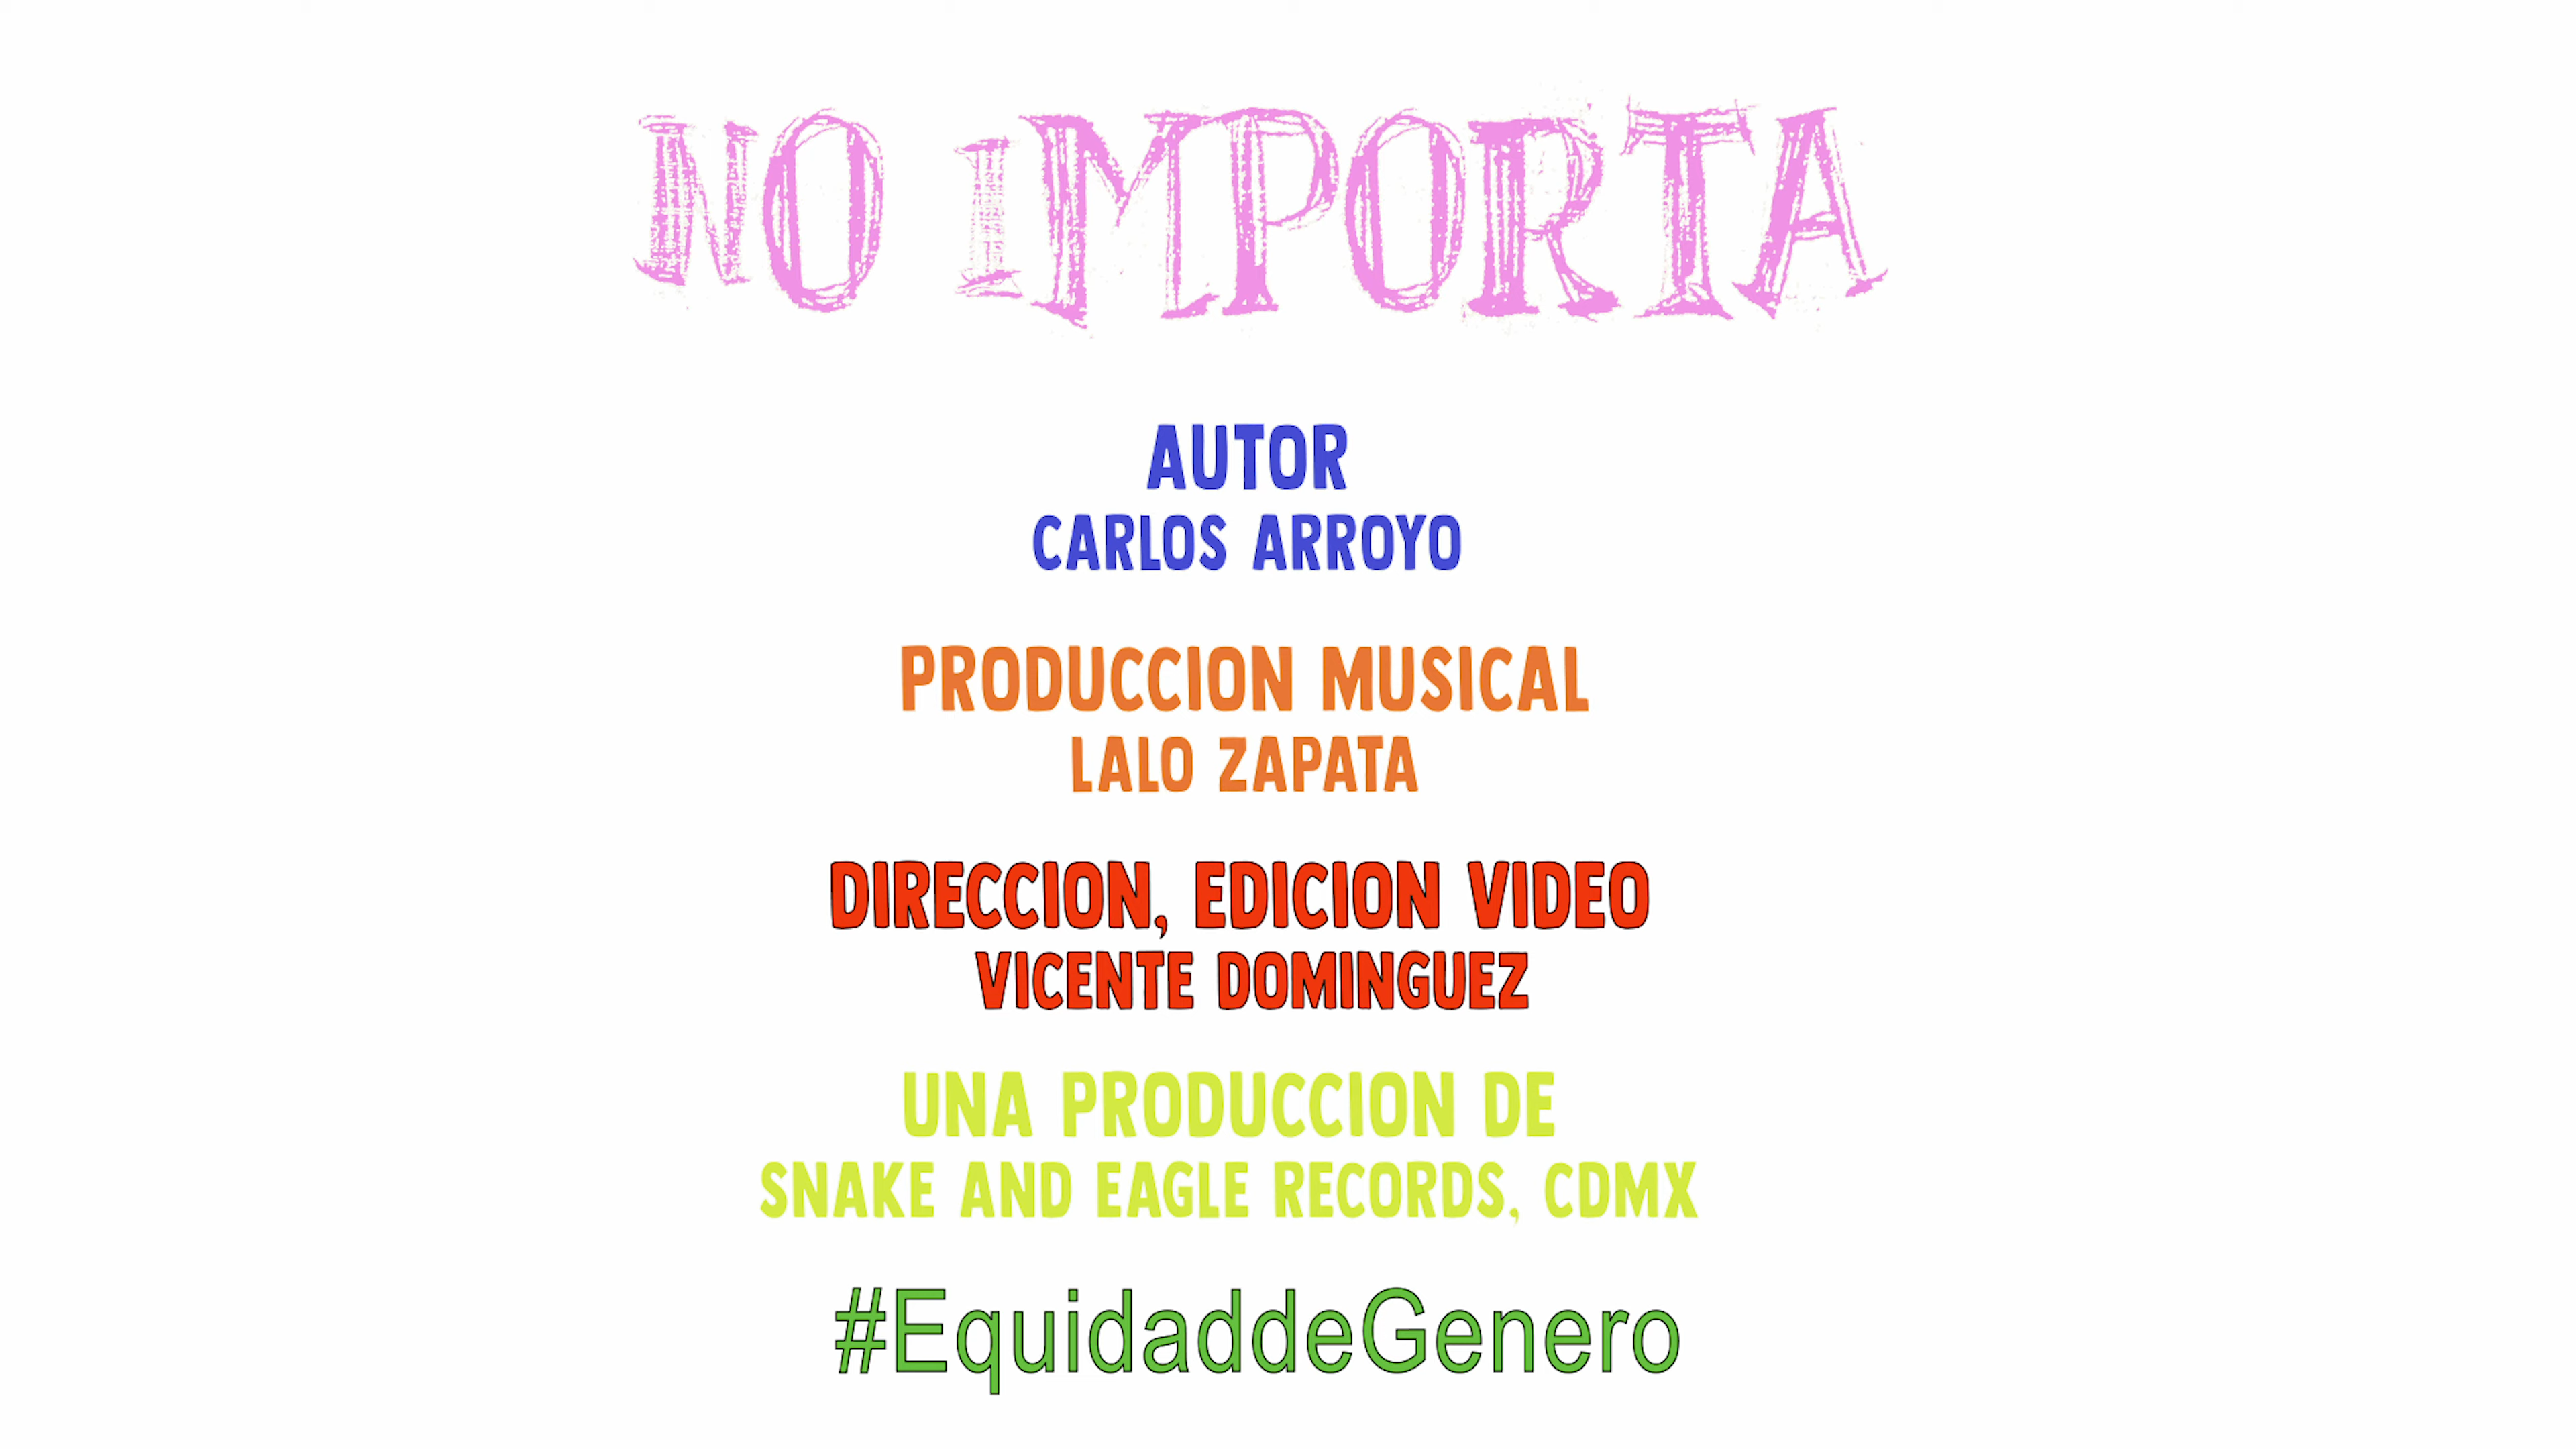 NO IMPORTA
AUTOR
CARLOS ARROYO
PRODUCCION MUSICAL
LALO ZAPATA
DIRECCION, EDICION VIDEO
VICENTE DOMINGUEZ
UNA PRODUCCION DE
SNAKE AND EAGLE RECORDS, CDMX
#EquidaddeGenero